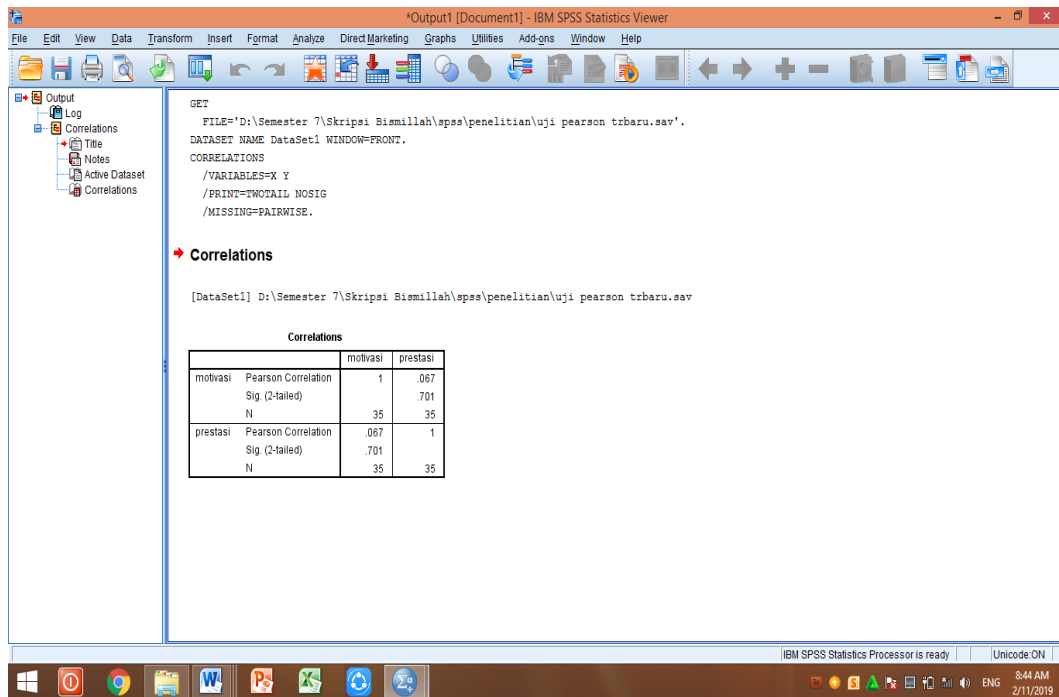 *Output1 [Document1] - IBM SPSS Statistics Viewer
File Edit View Data Transform Insert Format Analyze Direct Marketing Graphs Utilities Add-ons Window Help
Output
Log
Correlations
Title
Notes
Active Dataset
Correlations
GET
FILE='D:\Semester 7\Skripsi Bismillah\spss\penelitian\uji pearson trbaru.sav'.
DATASET NAME DataSet1 WINDOW=FRONT.
CORRELATIONS
/VARIABLES=X Y
/PRINT=TWOTAIL NOSIG
/MISSING=PAIRWISE.
Correlations
[DataSet1] D:\Semester 7\Skripsi Bismillah\spss\penelitian\uji pearson trbaru.sav
Correlations
motivasi prestasi
motivasi Pearson Correlation 1 .067
Sig. (2-tailed) .701
N 35 35
prestasi Pearson Correlation .067 1
Sig. (2-tailed) .701
N 35 35
IBM SPSS Statistics Processor is ready Unicode:ON
ENG 8:44 AM
2/11/2019